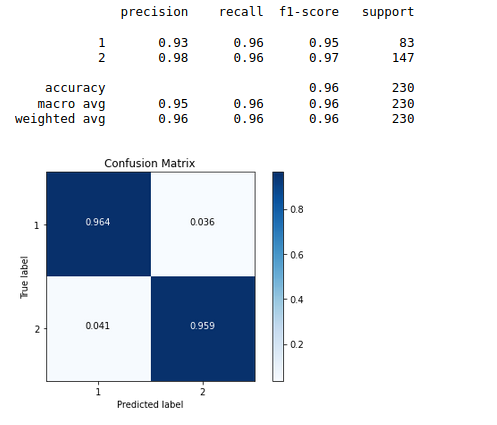 precision recall f1-score support
1 0.93 0.96 0.95 83
2 0.98 0.96 0.97 147
accuracy 0.96 230
macro avg 0.95 0.96 0.96 230
weighted avg 0.96 0.96 0.96 230
Confusion Matrix
1 0.964 0.036
2 0.041 0.959
True label
1 2
Predicted label
0.8
0.6
0.4
0.2